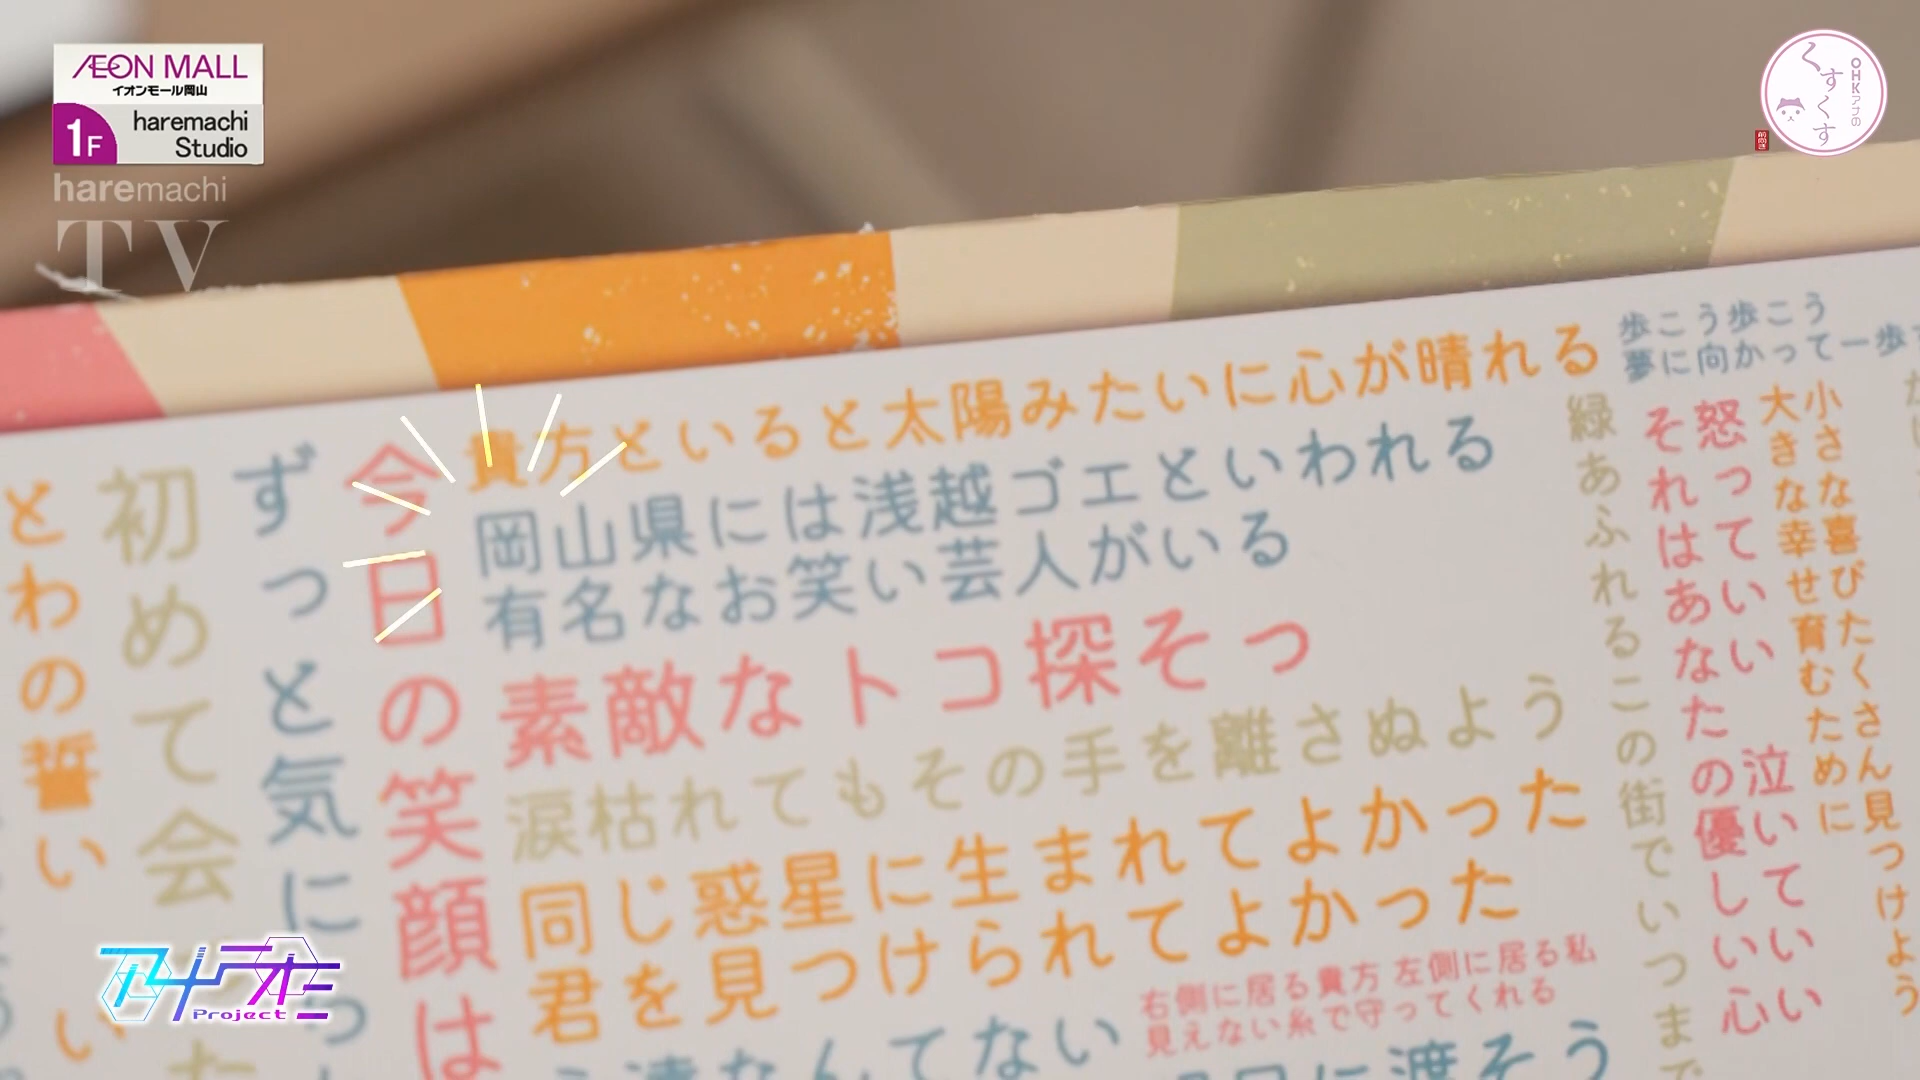 ÆON MALL
イオンモール岡山
1F
haremachi
Studio
haremachi
TV
OHKアナの
くすくす
貴方といると太陽みたいに心が晴れる
岡山県には浅越ゴエといわれる
有名なお笑い芸人がいる
素敵なトコ探そっ
涙枯れてもその手を離さぬよう
同じ惑星に生まれてよかった
君を見つけられてよかった
右側に居る貴方 左側に居る私
見えない糸で守ってくれる
歩こう歩こう
夢に向かって一歩
小さな喜びたくさん見つけよう
大きな幸せ育むために
怒っていない 泣いていい
それはあなたの優しい心
緑あふれるこの街でいつまで
今日の笑顔は
ずっと気に
初めて会
とわの誓い
Project